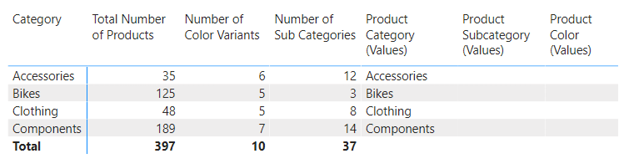 Category Total Number of Products Number of Color Variants Number of Sub Categories Product Category (Values) Product Subcategory (Values) Product Color (Values)
Accessories 35 6 12 Accessories
Bikes 125 5 3 Bikes
Clothing 48 5 8 Clothing
Components 189 7 14 Components
Total 397 10 37